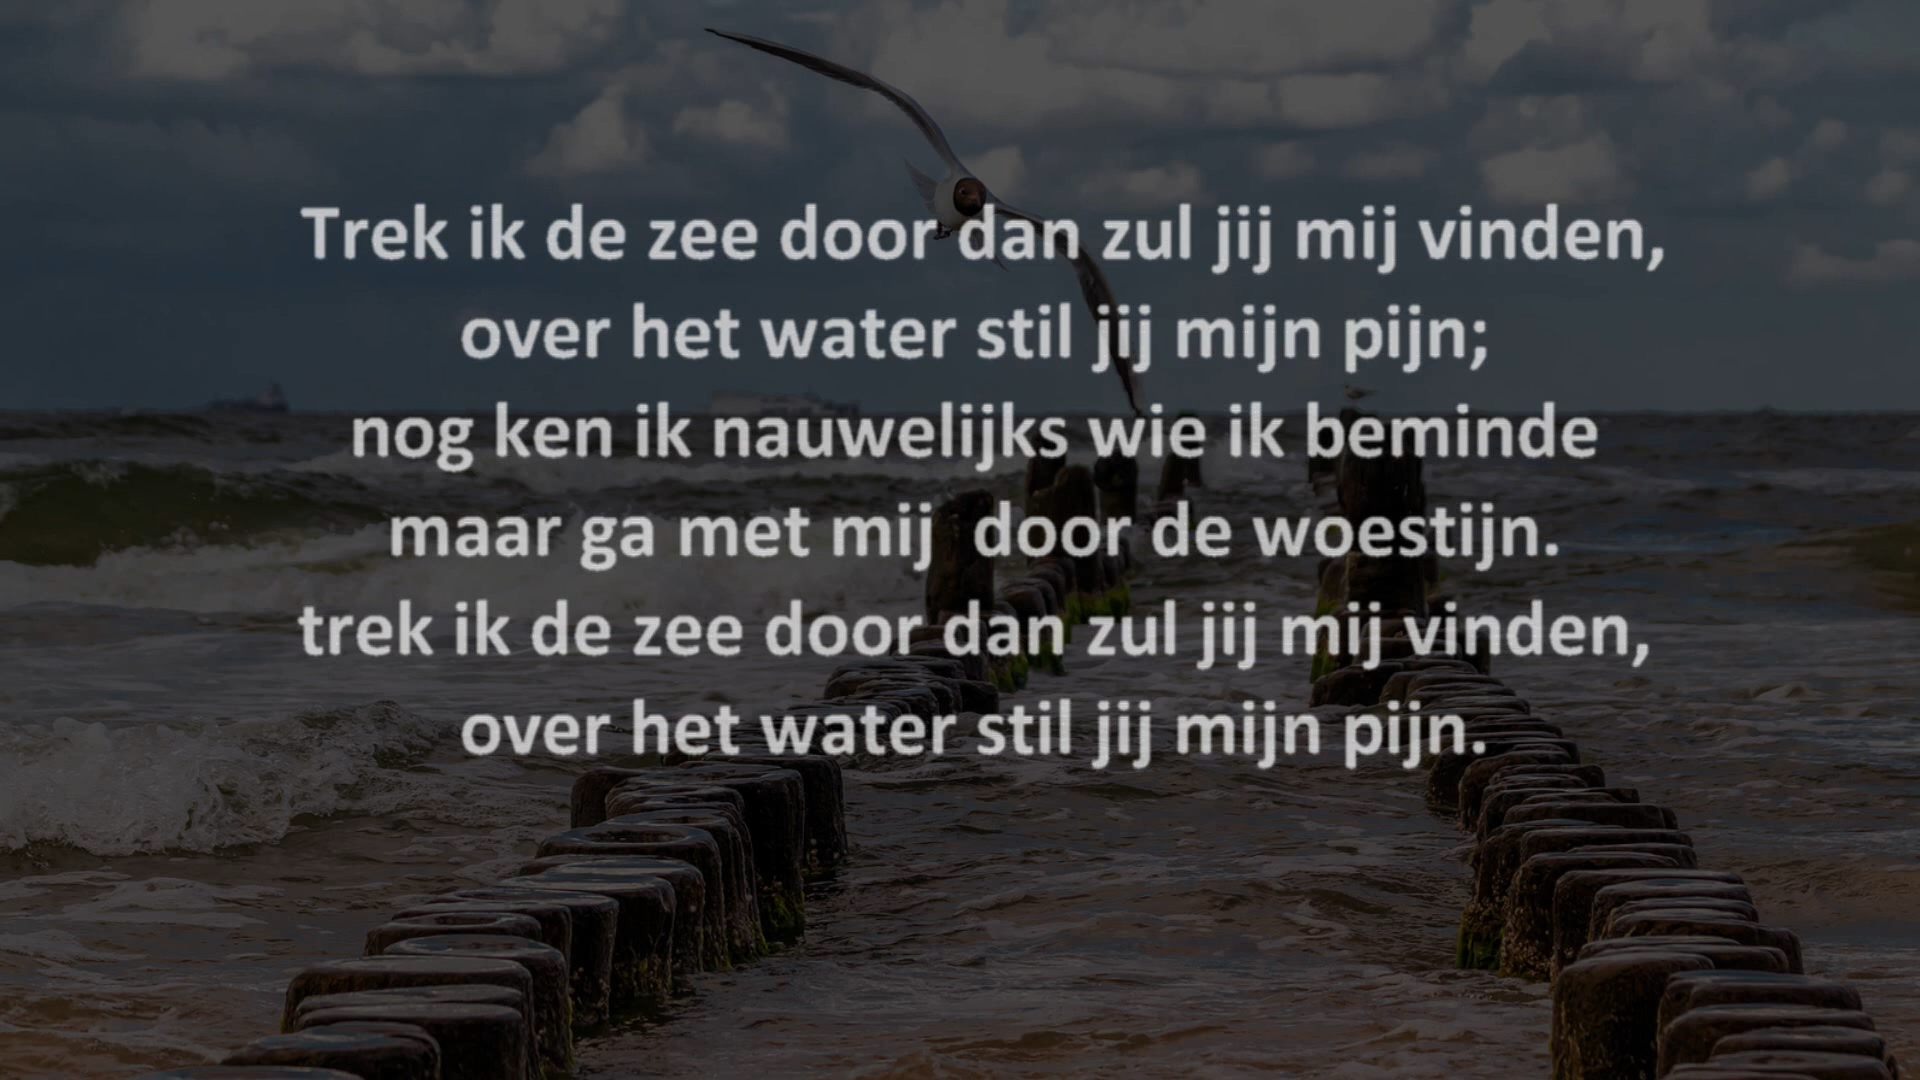 Trek ik de zee door dan zul jij mij vinden,
over het water stil jij mijn pijn;
nog ken ik nauwelijks wie ik beminde
maar ga met mij  door de woestijn.
trek ik de zee door dan zul jij mij vinden,
over het water stil jij mijn pijn.